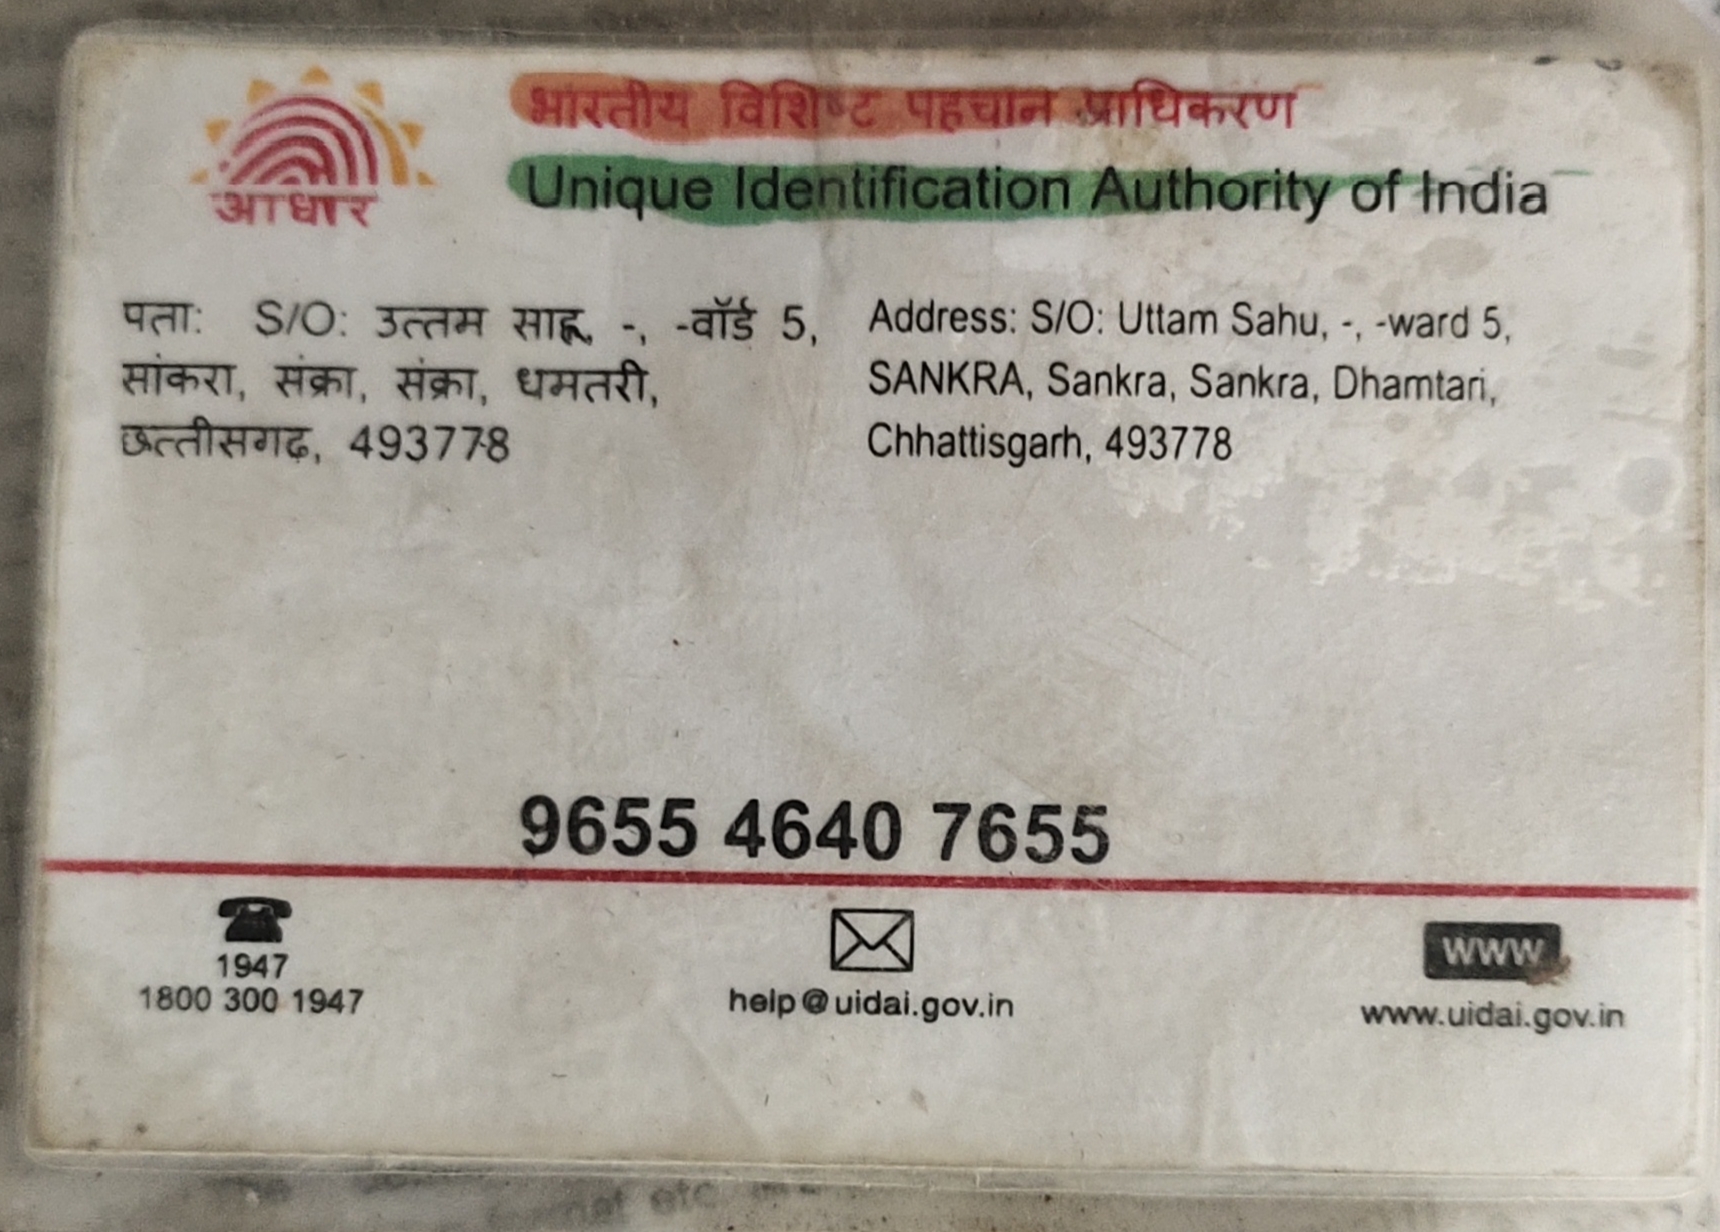 आधार
भारतीय विशिष्ट पहचान प्राधिकरण
Unique Identification Authority of India
पता: S/O: उत्तम साहू, -, -वॉर्ड 5,
सांकरा, संक्रा, संक्रा, धमतरी,
छत्तीसगढ़, 493778
Address: S/O: Uttam Sahu, -, -ward 5,
SANKRA, Sankra, Sankra, Dhamtari,
Chhattisgarh, 493778
9655 4640 7655
1947
1800 300 1947
help@uidai.gov.in
www
www.uidai.gov.in
etc